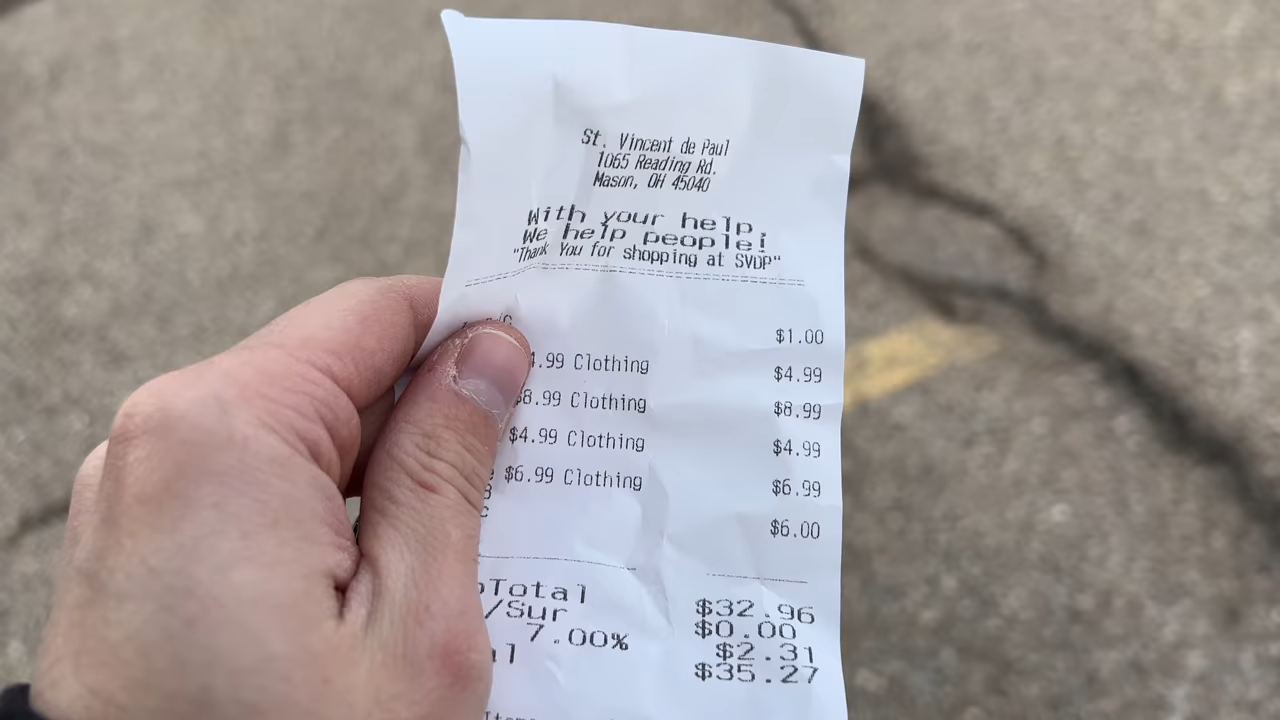 St. Vincent de Paul
1065 Reading Rd.
Mason, OH 45040
With your help,
We help people!
"Thank You for shopping at SVDP"
$1.00
4.99 Clothing $4.99
$8.99 Clothing $8.99
$4.99 Clothing $4.99
$6.99 Clothing $6.99
$6.00
Total $32.96
/Sur $0.00
7.00% $2.31
al $35.27